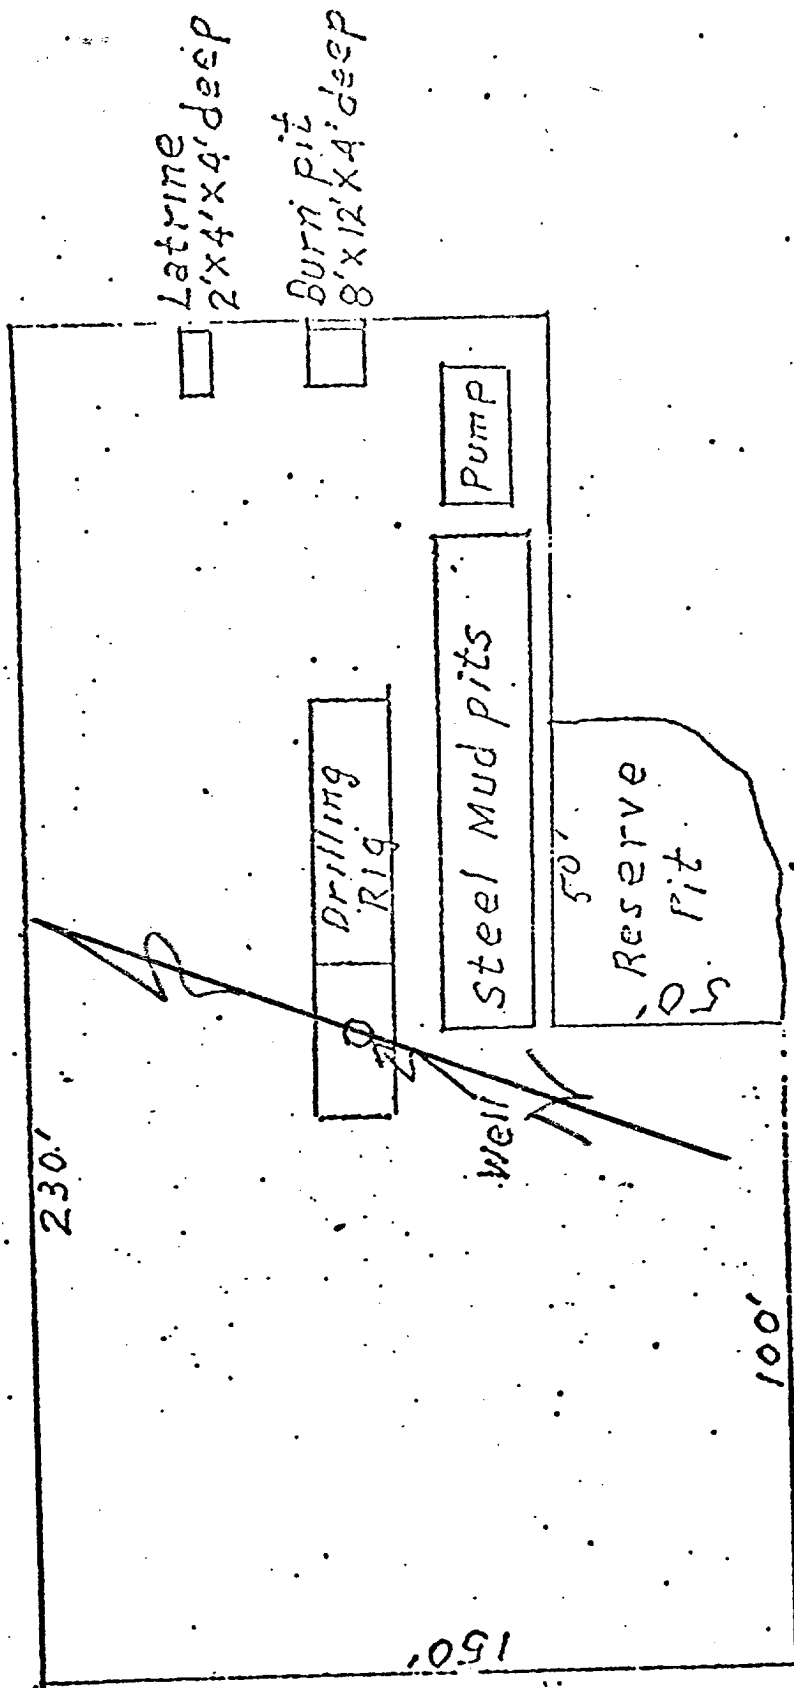 Latrine
2'X4'X4' deep
Burn pit
8'X12'X4' deep
230.'
Pump
Drilling
Rig
Steel Mud pits
Well
50'
Reserve
Pit
50'
100'
150'
N